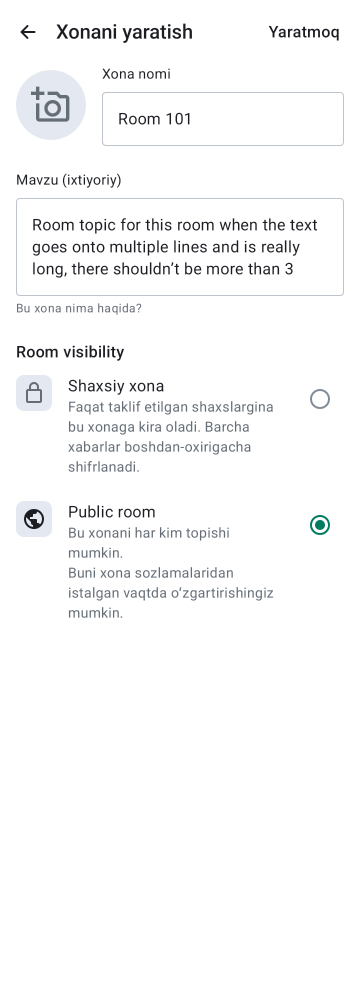 Xonani yaratish
Yaratmoq
Xona nomi
Room 101
Mavzu (ixtiyoriy)
Room topic for this room when the text
goes onto multiple lines and is really
long, there shouldn’t be more than 3
Bu xona nima haqida?
Room visibility
Shaxsiy xona
Faqat taklif etilgan shaxslargina
bu xonaga kira oladi. Barcha
xabarlar boshdan-oxirigacha
shifrlanadi.
Public room
Bu xonani har kim topishi
mumkin.
Buni xona sozlamalaridan
istalgan vaqtda oʻzgartirishingiz
mumkin.